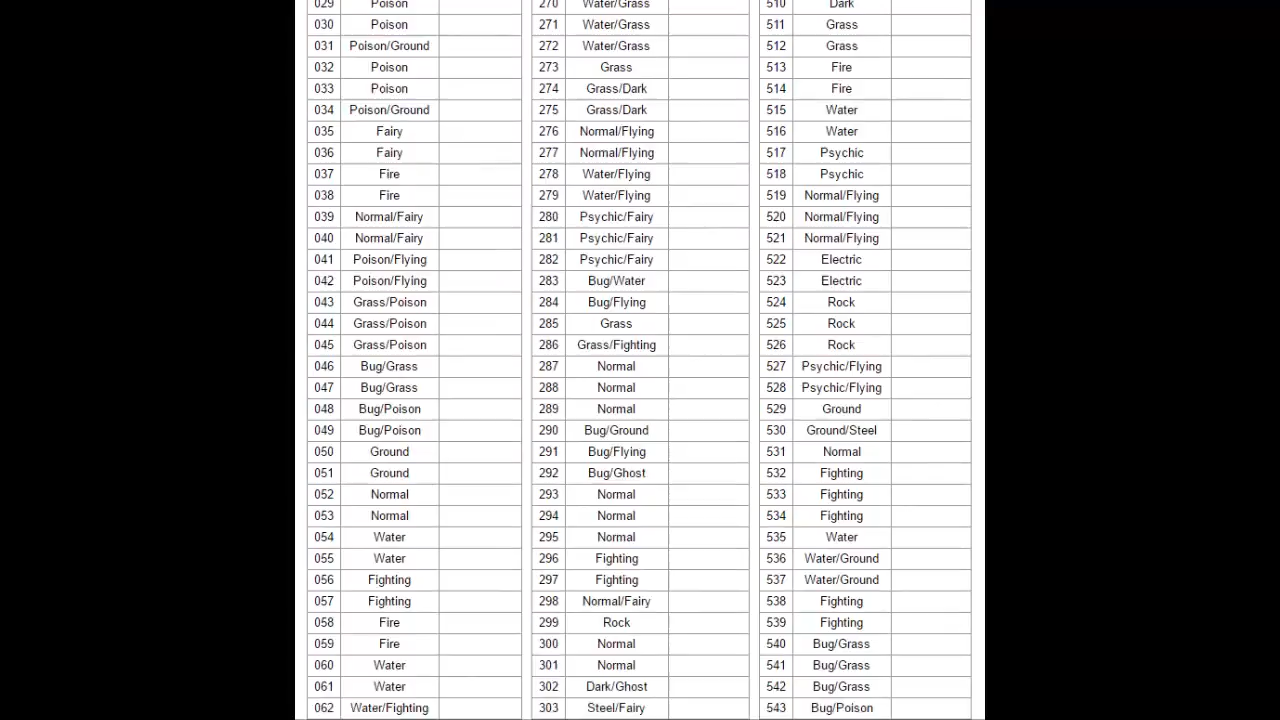 029 Poison 270 Water/Grass 510 Dark
030 Poison 271 Water/Grass 511 Grass
031 Poison/Ground 272 Water/Grass 512 Grass
032 Poison 273 Grass 513 Fire
033 Poison 274 Grass/Dark 514 Fire
034 Poison/Ground 275 Grass/Dark 515 Water
035 Fairy 276 Normal/Flying 516 Water
036 Fairy 277 Normal/Flying 517 Psychic
037 Fire 278 Water/Flying 518 Psychic
038 Fire 279 Water/Flying 519 Normal/Flying
039 Normal/Fairy 280 Psychic/Fairy 520 Normal/Flying
040 Normal/Fairy 281 Psychic/Fairy 521 Normal/Flying
041 Poison/Flying 282 Psychic/Fairy 522 Electric
042 Poison/Flying 283 Bug/Water 523 Electric
043 Grass/Poison 284 Bug/Flying 524 Rock
044 Grass/Poison 285 Grass 525 Rock
045 Grass/Poison 286 Grass/Fighting 526 Rock
046 Bug/Grass 287 Normal 527 Psychic/Flying
047 Bug/Grass 288 Normal 528 Psychic/Flying
048 Bug/Poison 289 Normal 529 Ground
049 Bug/Poison 290 Bug/Ground 530 Ground/Steel
050 Ground 291 Bug/Flying 531 Normal
051 Ground 292 Bug/Ghost 532 Fighting
052 Normal 293 Normal 533 Fighting
053 Normal 294 Normal 534 Fighting
054 Water 295 Normal 535 Water
055 Water 296 Fighting 536 Water/Ground
056 Fighting 297 Fighting 537 Water/Ground
057 Fighting 298 Normal/Fairy 538 Fighting
058 Fire 299 Rock 539 Fighting
059 Fire 300 Normal 540 Bug/Grass
060 Water 301 Normal 541 Bug/Grass
061 Water 302 Dark/Ghost 542 Bug/Grass
062 Water/Fighting 303 Steel/Fairy 543 Bug/Poison